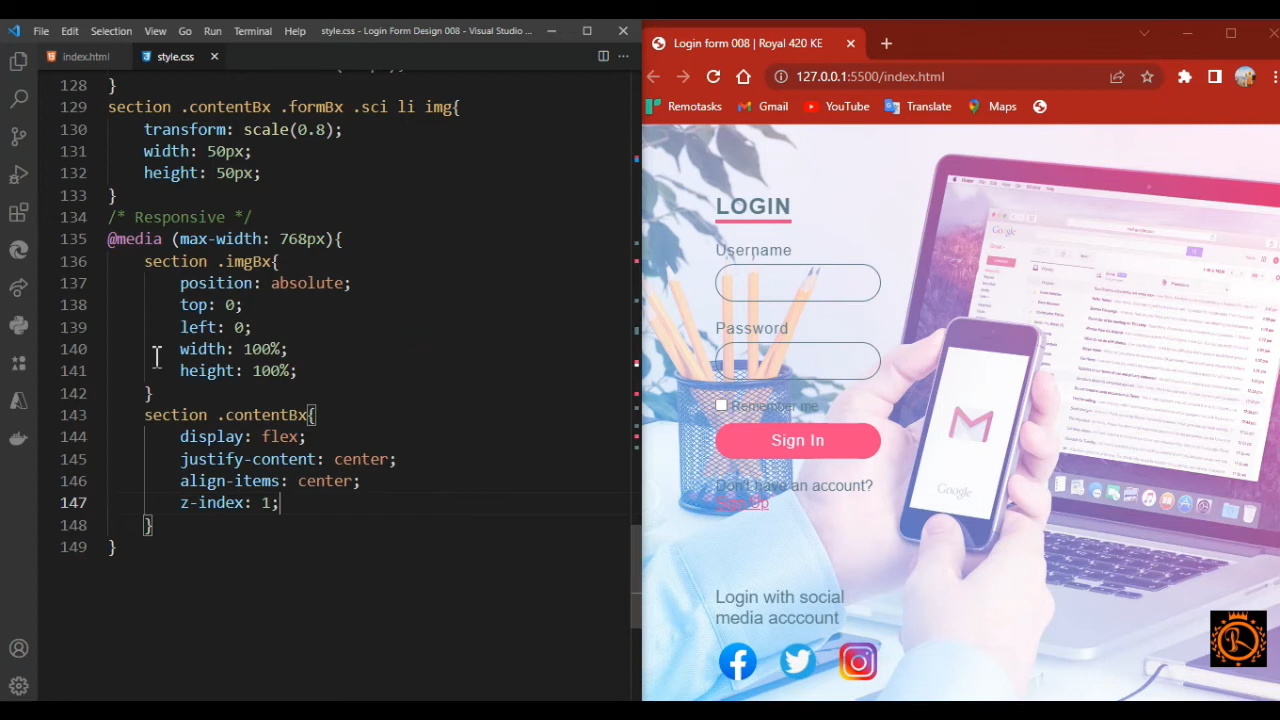 File Edit Selection View Go Run Terminal Help style.css - Login Form Design 008 - Visual Studio ...
index.html style.css
128 }
129 section .contentBx .formBx .sci li img{
130 transform: scale(0.8);
131 width: 50px;
132 height: 50px;
133 }
134 /* Responsive */
135 @media (max-width: 768px){
136 section .imgBx{
137 position: absolute;
138 top: 0;
139 left: 0;
140 width: 100%;
141 height: 100%;
142 }
143 section .contentBx{
144 display: flex;
145 justify-content: center;
146 align-items: center;
147 z-index: 1;
148 }
149 }
Login form 008 | Royal 420 KE
127.0.0.1:5500/index.html
Remotasks Gmail YouTube Translate Maps
LOGIN
Username
Password
Remember me
Sign In
Don't have an account?
Sign Up
Login with social
media acccount
Google
Google
R